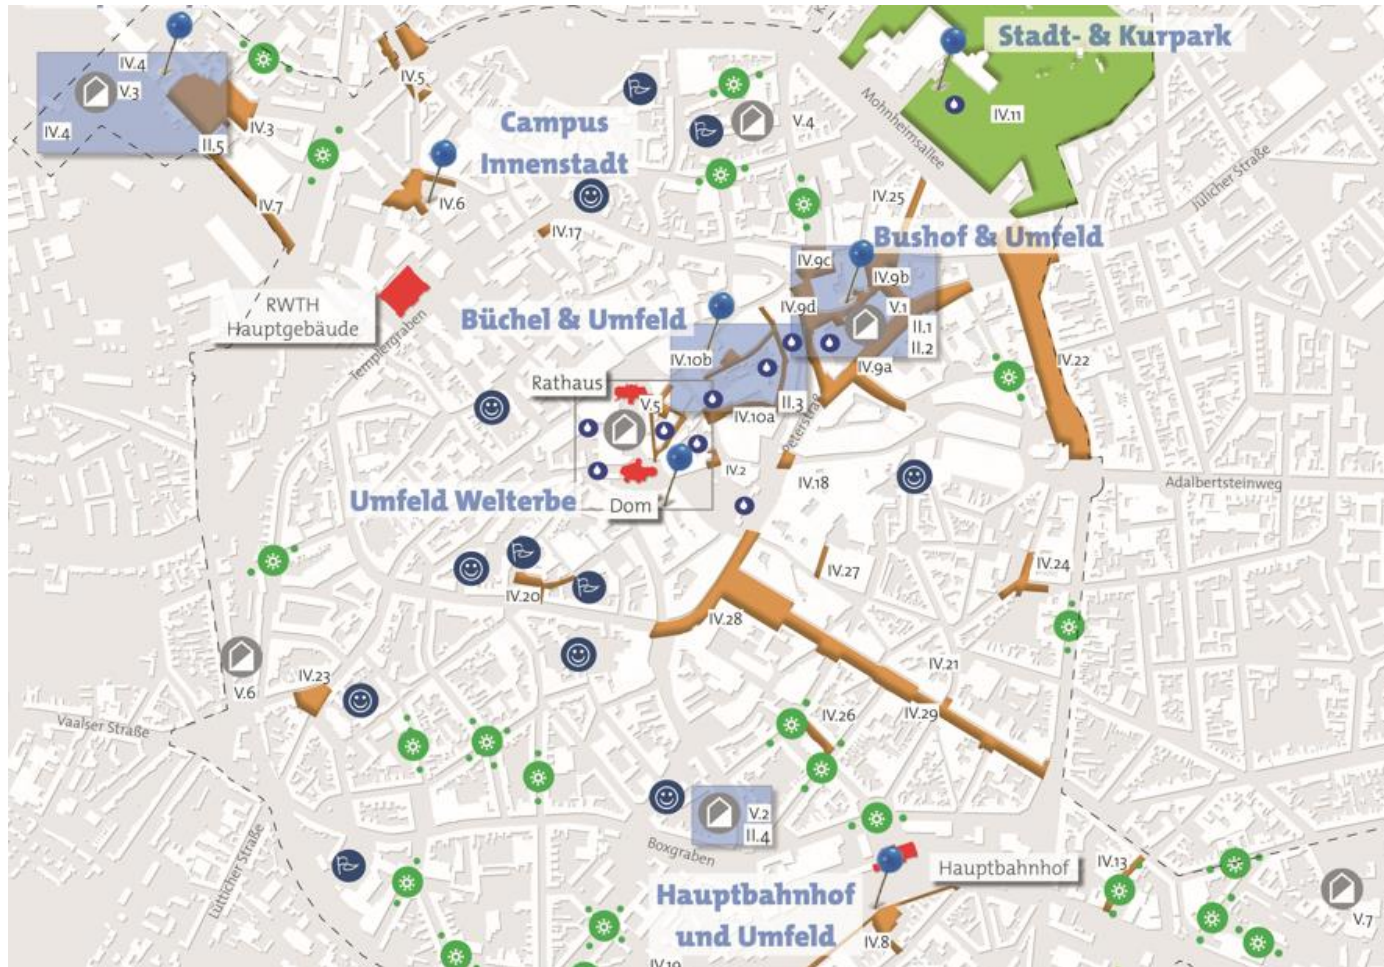 Stadt- & Kurpark
IV.4
IV.5
V.3
IV.4
IV.3
II.5
V.4
IV.11
Mohnheimsallee
Jülicher Straße
Campus
Innenstadt
IV.7
IV.6
IV.25
IV.17
Bushof & Umfeld
IV.9c
IV.9b
RWTH
Hauptgebäude
Templergraben
Büchel & Umfeld
IV.9d
V.1
II.1
II.2
IV.10b
IV.9a
IV.22
Rathaus
V.5
II.3
IV.10a
Peterstraß
IV.2
IV.18
Adalbertsteinweg
Umfeld Welterbe
Dom
IV.27
IV.24
IV.20
IV.28
IV.21
V.6
IV.23
IV.29
IV.26
Vaalser Straße
V.2
II.4
Boxgraben
Lütticher Straße
Hauptbahnhof
IV.13
Hauptbahnhof
und Umfeld
IV.8
V.7
IV.19